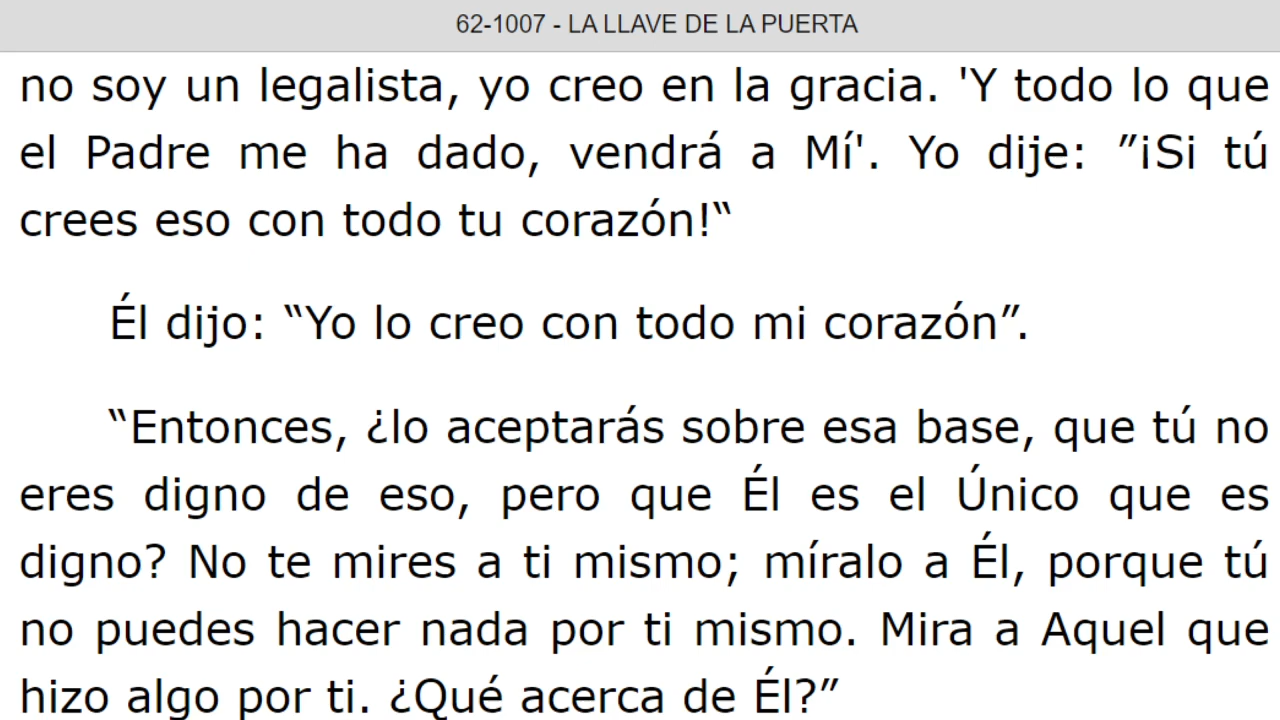 62-1007 - LA LLAVE DE LA PUERTA
no soy un legalista, yo creo en la gracia. 'Y todo lo que
el Padre me ha dado, vendrá a Mí'. Yo dije: ”¡Si tú
crees eso con todo tu corazón!“
Él dijo: “Yo lo creo con todo mi corazón”.
“Entonces, ¿lo aceptarás sobre esa base, que tú no
eres digno de eso, pero que Él es el Único que es
digno? No te mires a ti mismo; míralo a Él, porque tú
no puedes hacer nada por ti mismo. Mira a Aquel que
hizo algo por ti. ¿Qué acerca de Él?”